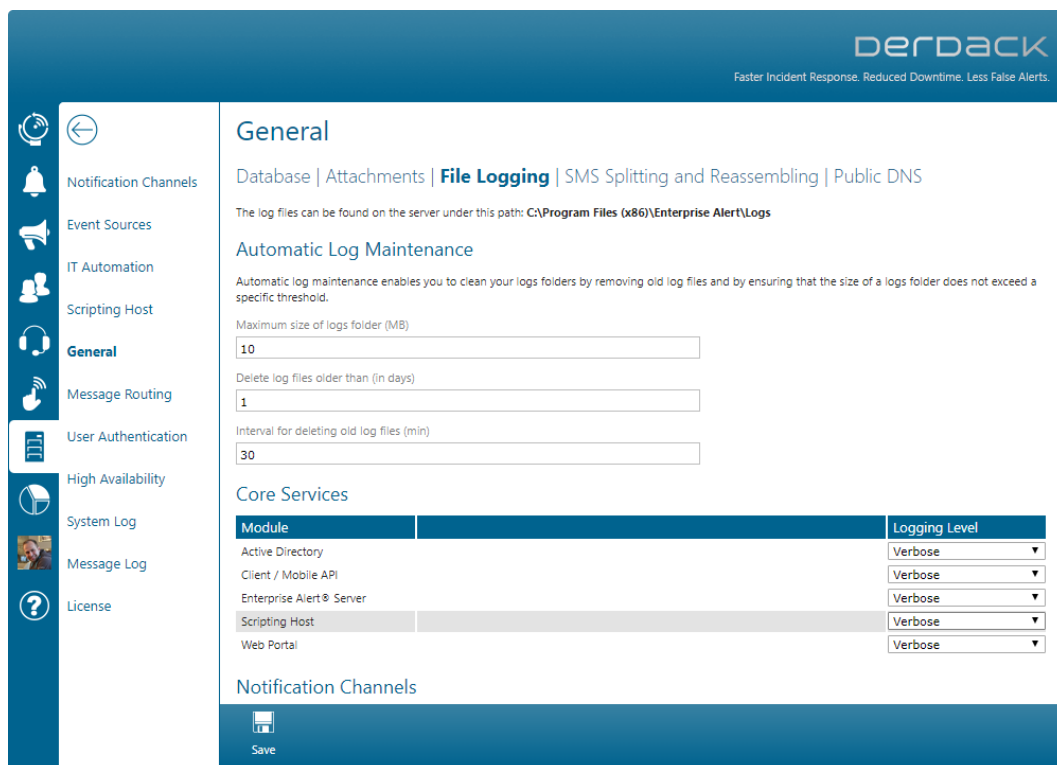 DERDACK
Faster Incident Response. Reduced Downtime. Less False Alerts.
Notification Channels
Event Sources
IT Automation
Scripting Host
General
Message Routing
User Authentication
High Availability
System Log
Message Log
License
General
Database | Attachments | File Logging | SMS Splitting and Reassembling | Public DNS
The log files can be found on the server under this path: C:\Program Files (x86)\Enterprise Alert\Logs
Automatic Log Maintenance
Automatic log maintenance enables you to clean your logs folders by removing old log files and by ensuring that the size of a logs folder does not exceed a
specific threshold.
Maximum size of logs folder (MB)
10
Delete log files older than (in days)
1
Interval for deleting old log files (min)
30
Core Services
Module Logging Level
Active Directory Verbose
Client / Mobile API Verbose
Enterprise Alert® Server Verbose
Scripting Host Verbose
Web Portal Verbose
Notification Channels
Save